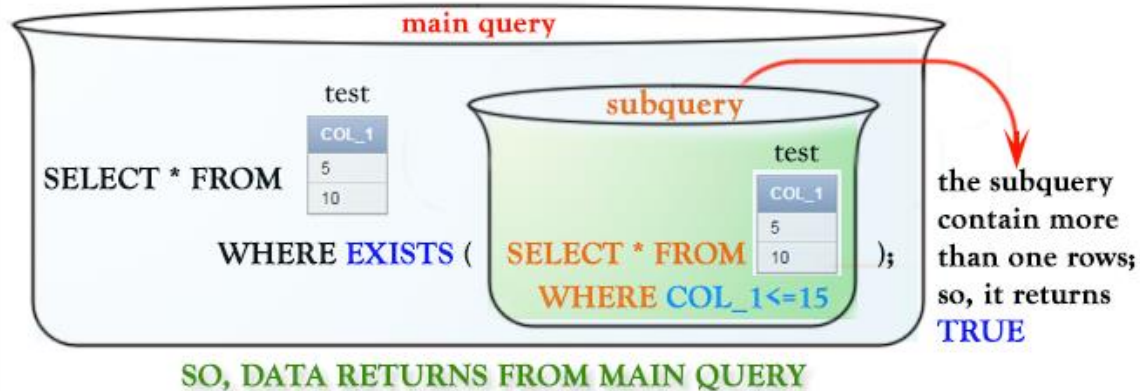 main query
test
COL_1
SELECT * FROM
5
10
WHERE EXISTS (
subquery
test
COL_1
5
SELECT * FROM
10
);
WHERE COL_1<=15
the subquery
contain more
than one rows;
so, it returns
TRUE
SO, DATA RETURNS FROM MAIN QUERY